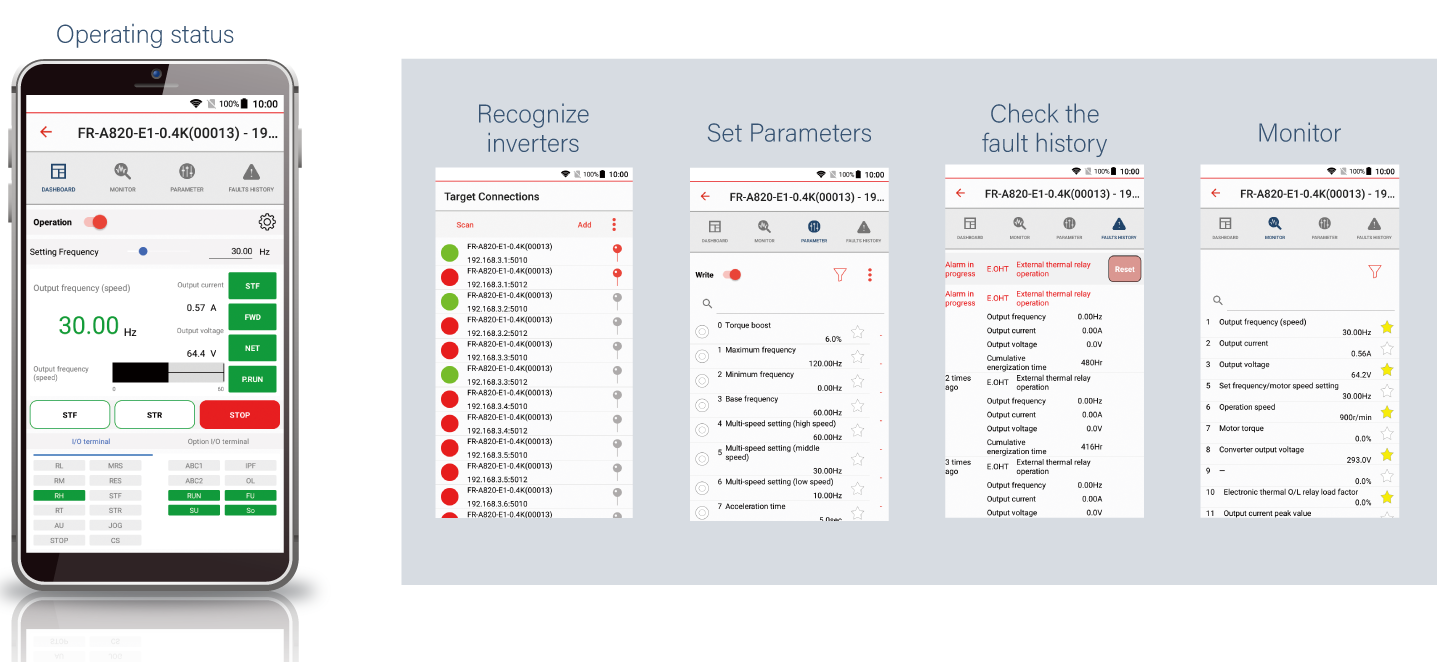 Operating status
100% 10:00
FR-A820-E1-0.4K(00013) - 19...
DASHBOARD MONITOR PARAMETER FAULTS HISTORY
Operation
Setting Frequency 30.00 Hz
Output frequency (speed)
30.00 Hz
Output current
0.57 A
Output voltage
64.4 V
STF
FWD
NET
P.RUN
Output frequency
(speed)
0 60
STF STR STOP
I/O terminal Option I/O terminal
RL MRS ABC1 IPF
RM RES ABC2 OL
RH STF RUN FU
RT STR SU So
AU JOG
STOP CS
Recognize
inverters
100% 10:00
Target Connections
Scan Add
FR-A820-E1-0.4K(00013)
192.168.3.1:5010
FR-A820-E1-0.4K(00013)
192.168.3.1:5012
FR-A820-E1-0.4K(00013)
192.168.3.2:5010
FR-A820-E1-0.4K(00013)
192.168.3.2:5012
FR-A820-E1-0.4K(00013)
192.168.3.3:5010
FR-A820-E1-0.4K(00013)
192.168.3.3:5012
FR-A820-E1-0.4K(00013)
192.168.3.4:5010
FR-A820-E1-0.4K(00013)
192.168.3.4:5012
FR-A820-E1-0.4K(00013)
192.168.3.5:5010
FR-A820-E1-0.4K(00013)
192.168.3.5:5012
FR-A820-E1-0.4K(00013)
192.168.3.6:5010
FR-A820-E1-0.4K(00013)
Set Parameters
100% 10:00
FR-A820-E1-0.4K(00013) - 19...
DASHBOARD MONITOR PARAMETER FAULTS HISTORY
Write
0 Torque boost
6.0%
1 Maximum frequency
120.00Hz
2 Minimum frequency
0.00Hz
3 Base frequency
60.00Hz
4 Multi-speed setting (high speed)
60.00Hz
5 Multi-speed setting (middle
speed)
30.00Hz
6 Multi-speed setting (low speed)
10.00Hz
7 Acceleration time
5.0sec
Check the
fault history
100% 10:00
FR-A820-E1-0.4K(00013) - 19...
DASHBOARD MONITOR PARAMETER FAULTS HISTORY
Alarm in
progress
E.OHT External thermal relay
operation
Reset
Alarm in
progress
E.OHT External thermal relay
operation
Output frequency 0.00Hz
Output current 0.00A
Output voltage 0.0V
Cumulative
energization time 480Hr
2 times
ago
E.OHT External thermal relay
operation
Output frequency 0.00Hz
Output current 0.00A
Output voltage 0.0V
Cumulative
energization time 416Hr
3 times
ago
E.OHT External thermal relay
operation
Output frequency 0.00Hz
Output current 0.00A
Output voltage 0.0V
Monitor
100% 10:00
FR-A820-E1-0.4K(00013) - 19...
DASHBOARD MONITOR PARAMETER FAULTS HISTORY
1 Output frequency (speed)
30.00Hz
2 Output current
0.56A
3 Output voltage
64.2V
5 Set frequency/motor speed setting
30.00Hz
6 Operation speed
900r/min
7 Motor torque
0.0%
8 Converter output voltage
293.0V
9 —
0.0%
10 Electronic thermal O/L relay load factor
0.0%
11 Output current peak value